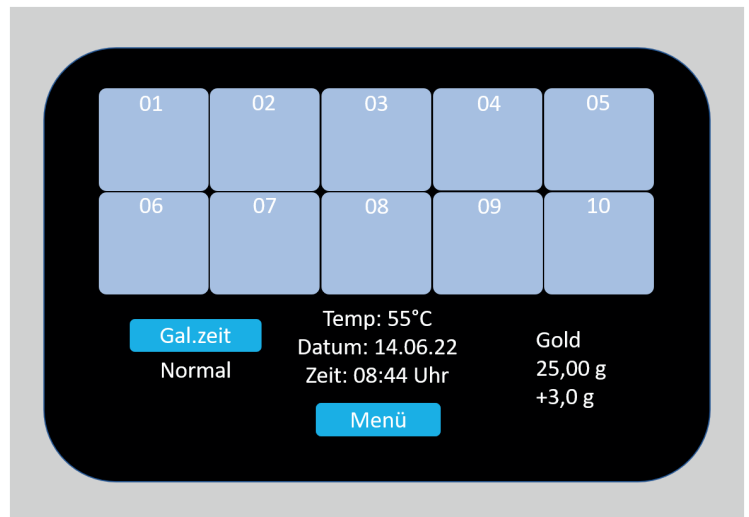 01 02 03 04 05
06 07 08 09 10
Gal.zeit
Normal
Temp: 55°C
Datum: 14.06.22
Zeit: 08:44 Uhr
Menü
Gold
25,00 g
+3,0 g